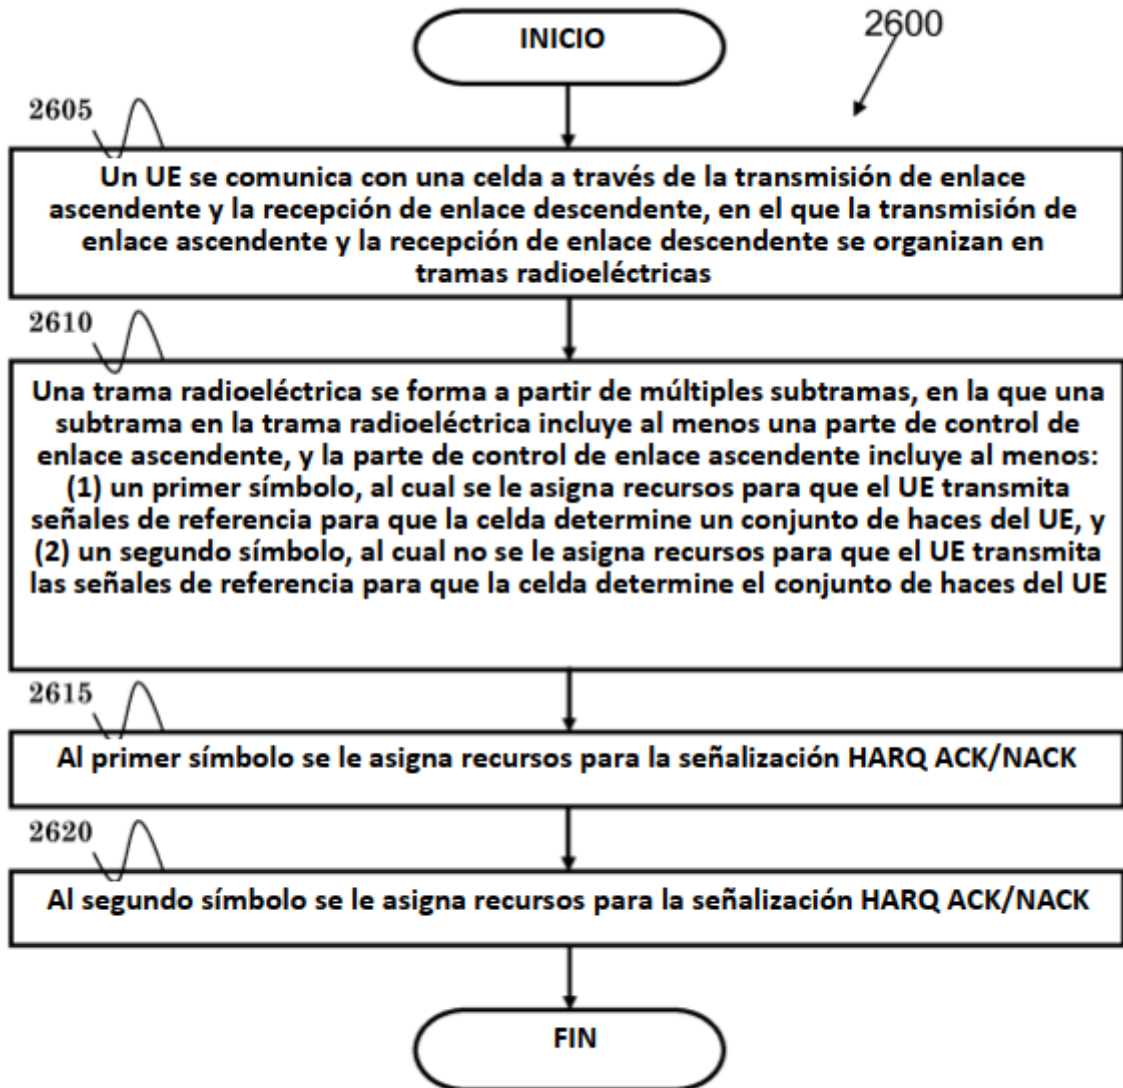 INICIO
2600
2605
Un UE se comunica con una celda a través de la transmisión de enlace
ascendente y la recepción de enlace descendente, en el que la transmisión de
enlace ascendente y la recepción de enlace descendente se organizan en
tramas radioeléctricas
2610
Una trama radioeléctrica se forma a partir de múltiples subtramas, en la que una
subtrama en la trama radioeléctrica incluye al menos una parte de control de
enlace ascendente, y la parte de control de enlace ascendente incluye al menos:
(1) un primer símbolo, al cual se le asigna recursos para que el UE transmita
señales de referencia para que la celda determine un conjunto de haces del UE, y
(2) un segundo símbolo, al cual no se le asigna recursos para que el UE transmita
las señales de referencia para que la celda determine el conjunto de haces del UE
2615
Al primer símbolo se le asigna recursos para la señalización HARQ ACK/NACK
2620
Al segundo símbolo se le asigna recursos para la señalización HARQ ACK/NACK
FIN